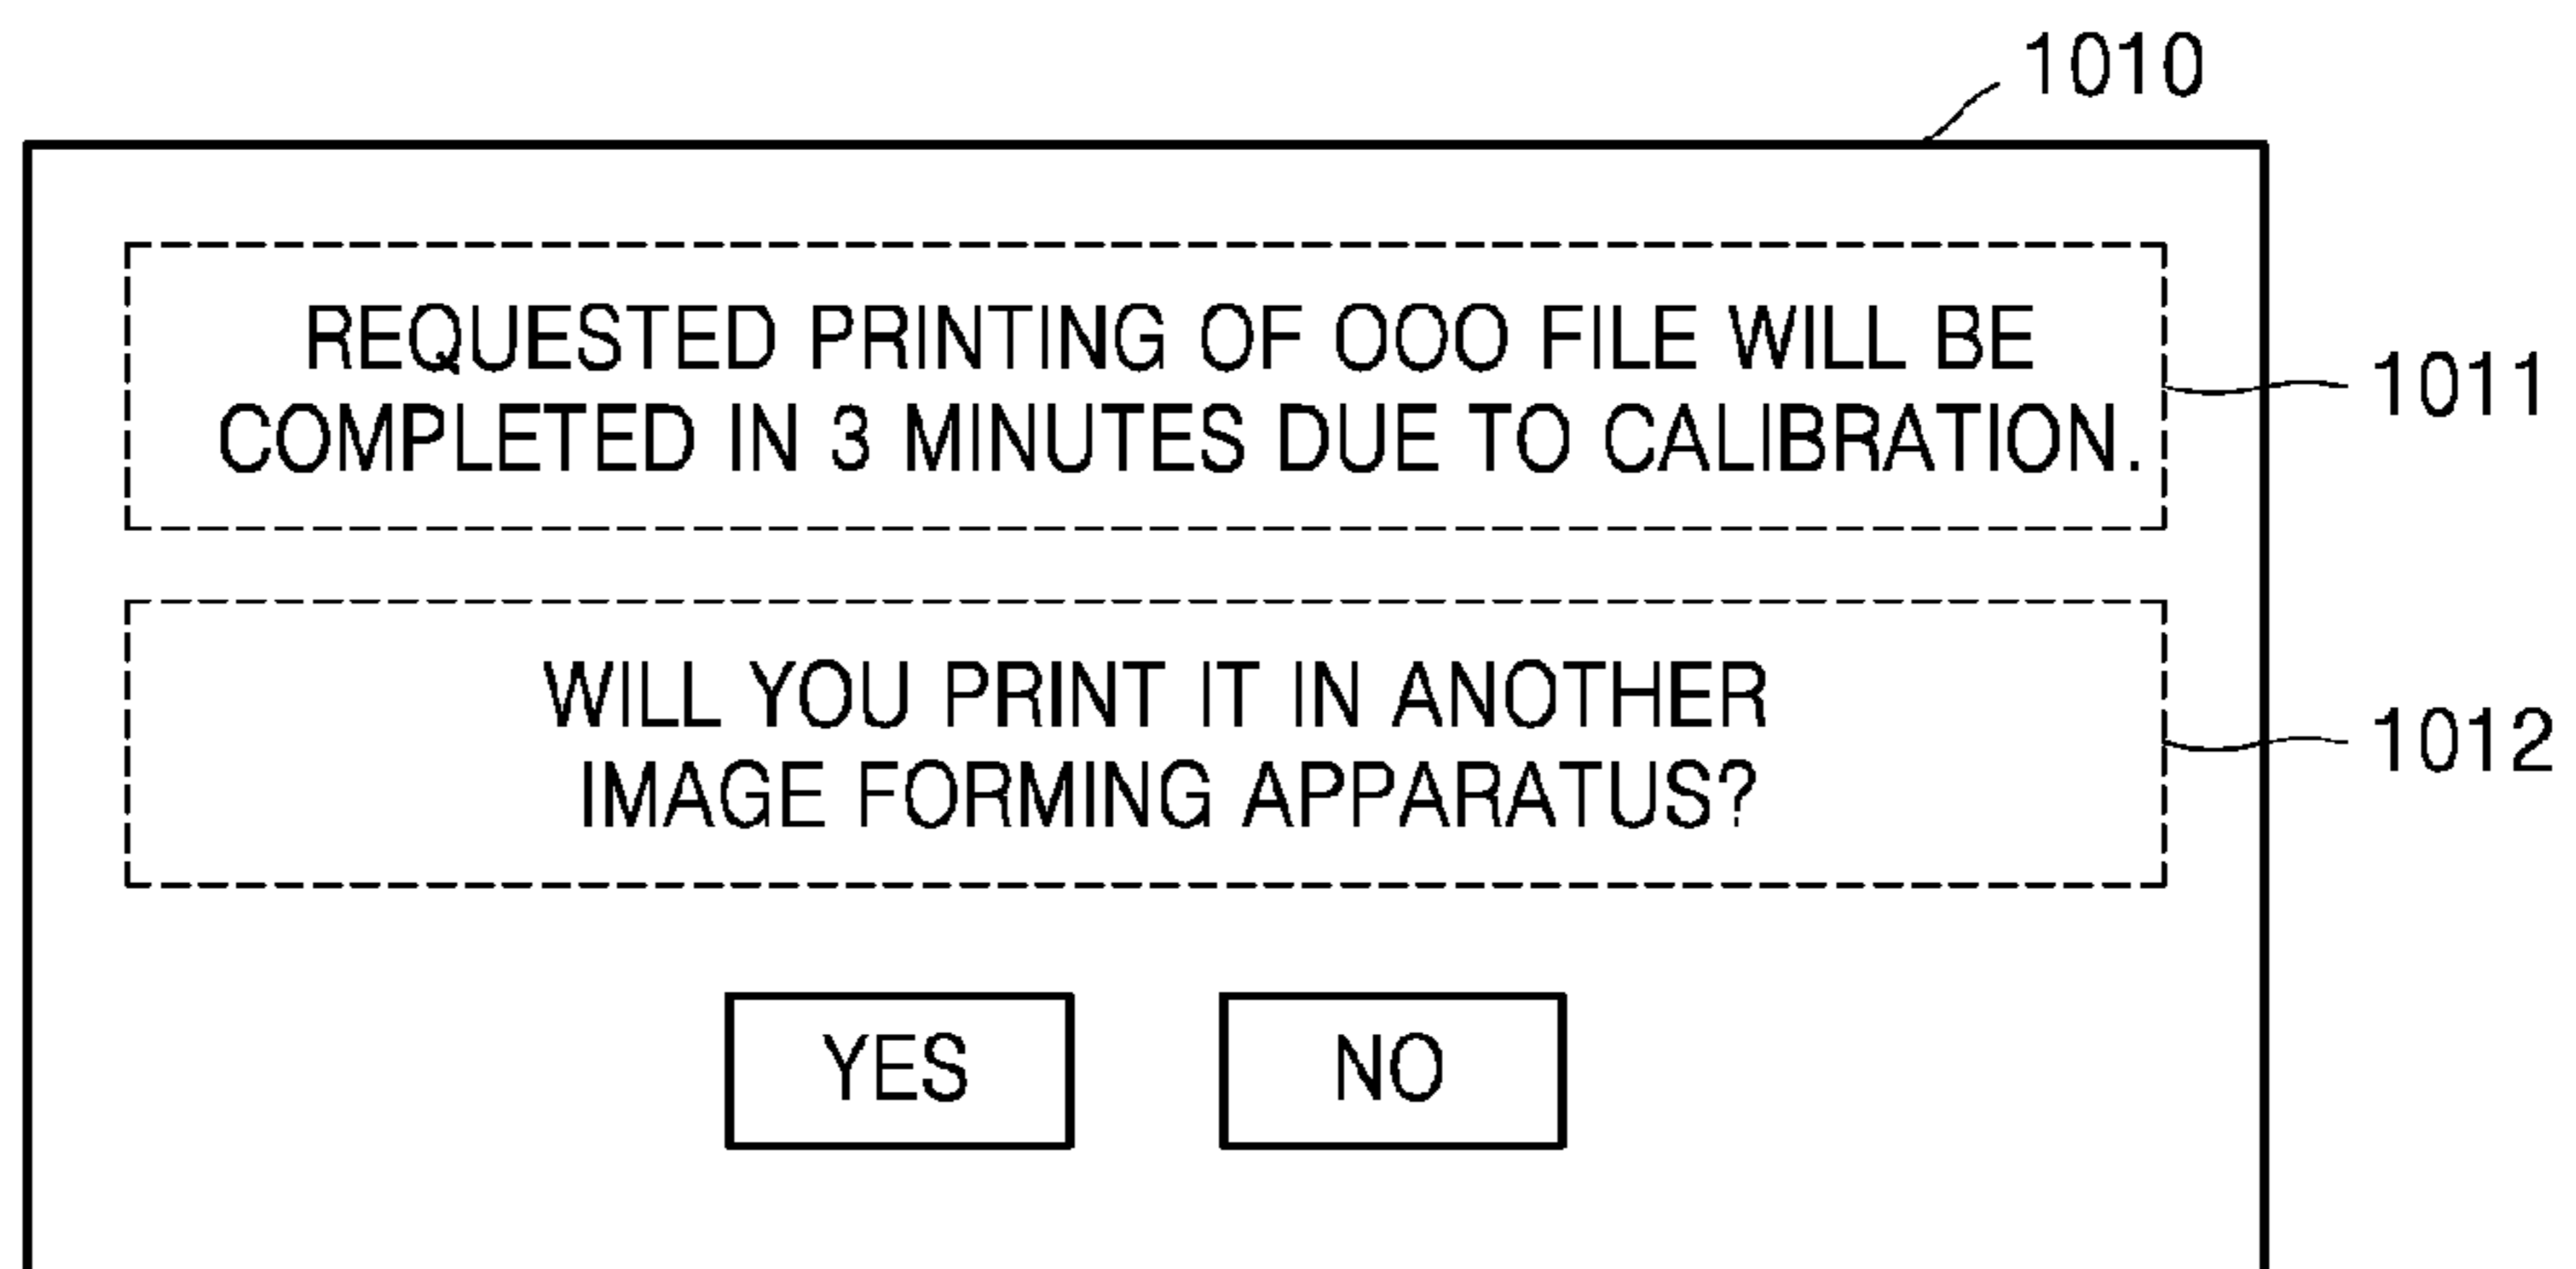 1010
REQUESTED PRINTING OF OOO FILE WILL BE
COMPLETED IN 3 MINUTES DUE TO CALIBRATION.
1011
WILL YOU PRINT IT IN ANOTHER
IMAGE FORMING APPARATUS?
1012
YES
NO